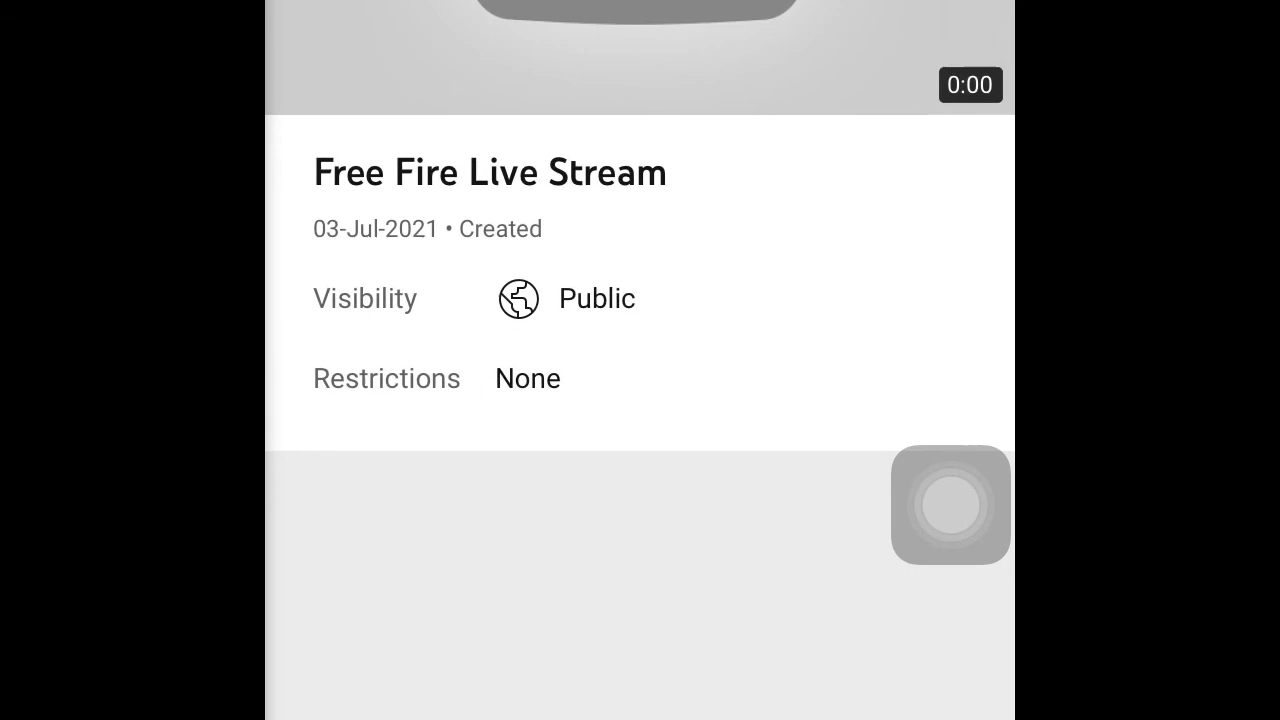 0:00
Free Fire Live Stream
03-Jul-2021 • Created
Visibility Public
Restrictions None